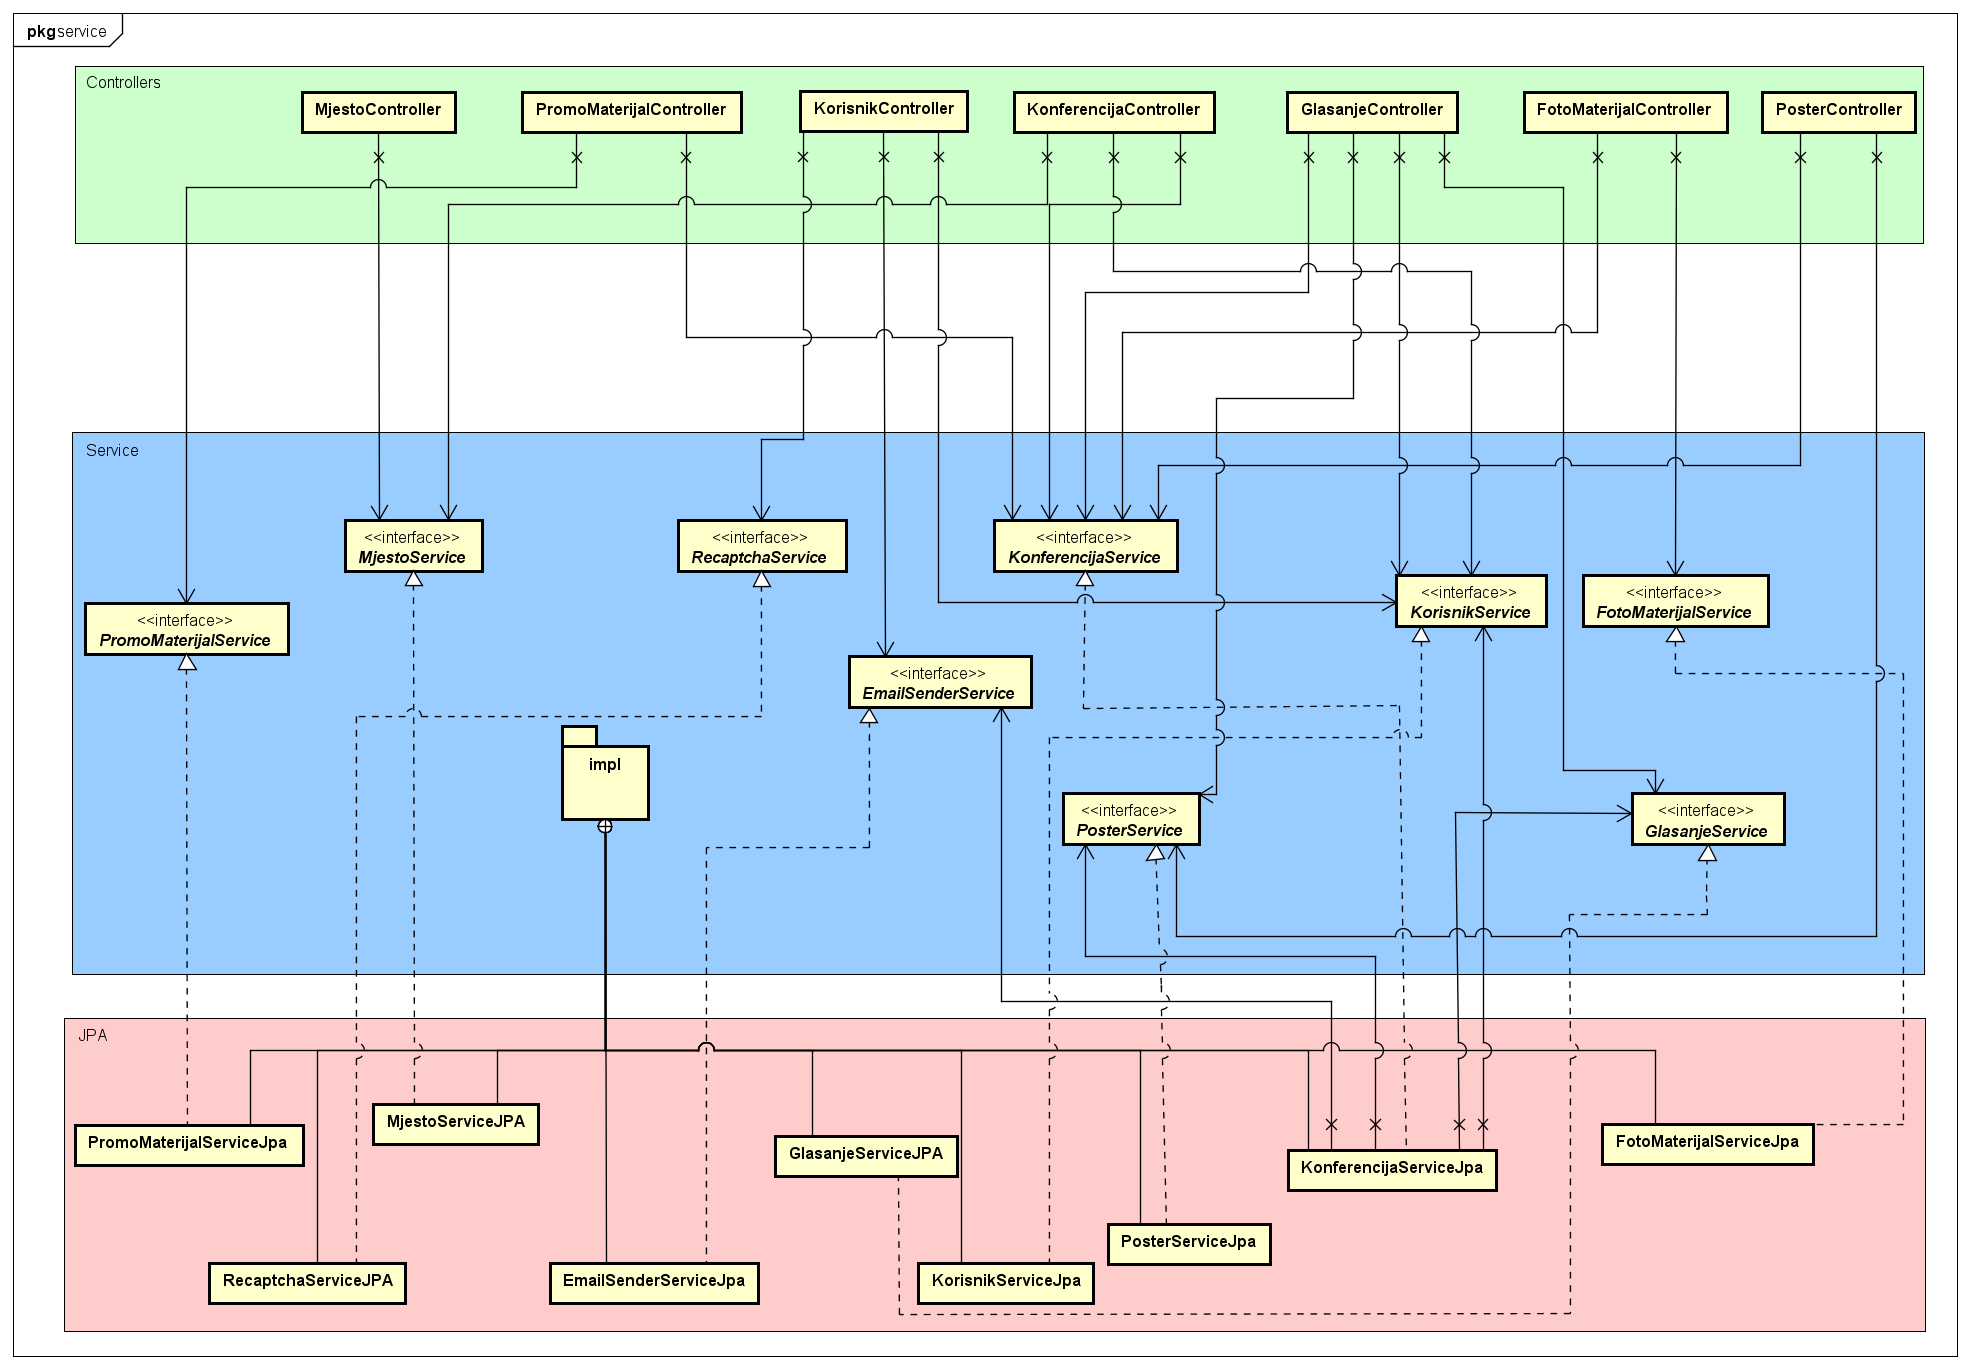 pkg service
Controllers
MjestoController
PromoMaterijalController
KorisnikController
KonferencijaController
GlasanjeController
FotoMaterijalController
PosterController
Service
<<interface>>
MjestoService
<<interface>>
RecaptchaService
<<interface>>
KonferencijaService
<<interface>>
KorisnikService
<<interface>>
FotoMaterijalService
<<interface>>
PromoMaterijalService
<<interface>>
EmailSenderService
impl
<<interface>>
PosterService
<<interface>>
GlasanjeService
JPA
PromoMaterijalServiceJpa
MjestoServiceJPA
GlasanjeServiceJPA
KonferencijaServiceJpa
FotoMaterijalServiceJpa
PosterServiceJpa
RecaptchaServiceJPA
EmailSenderServiceJpa
KorisnikServiceJpa